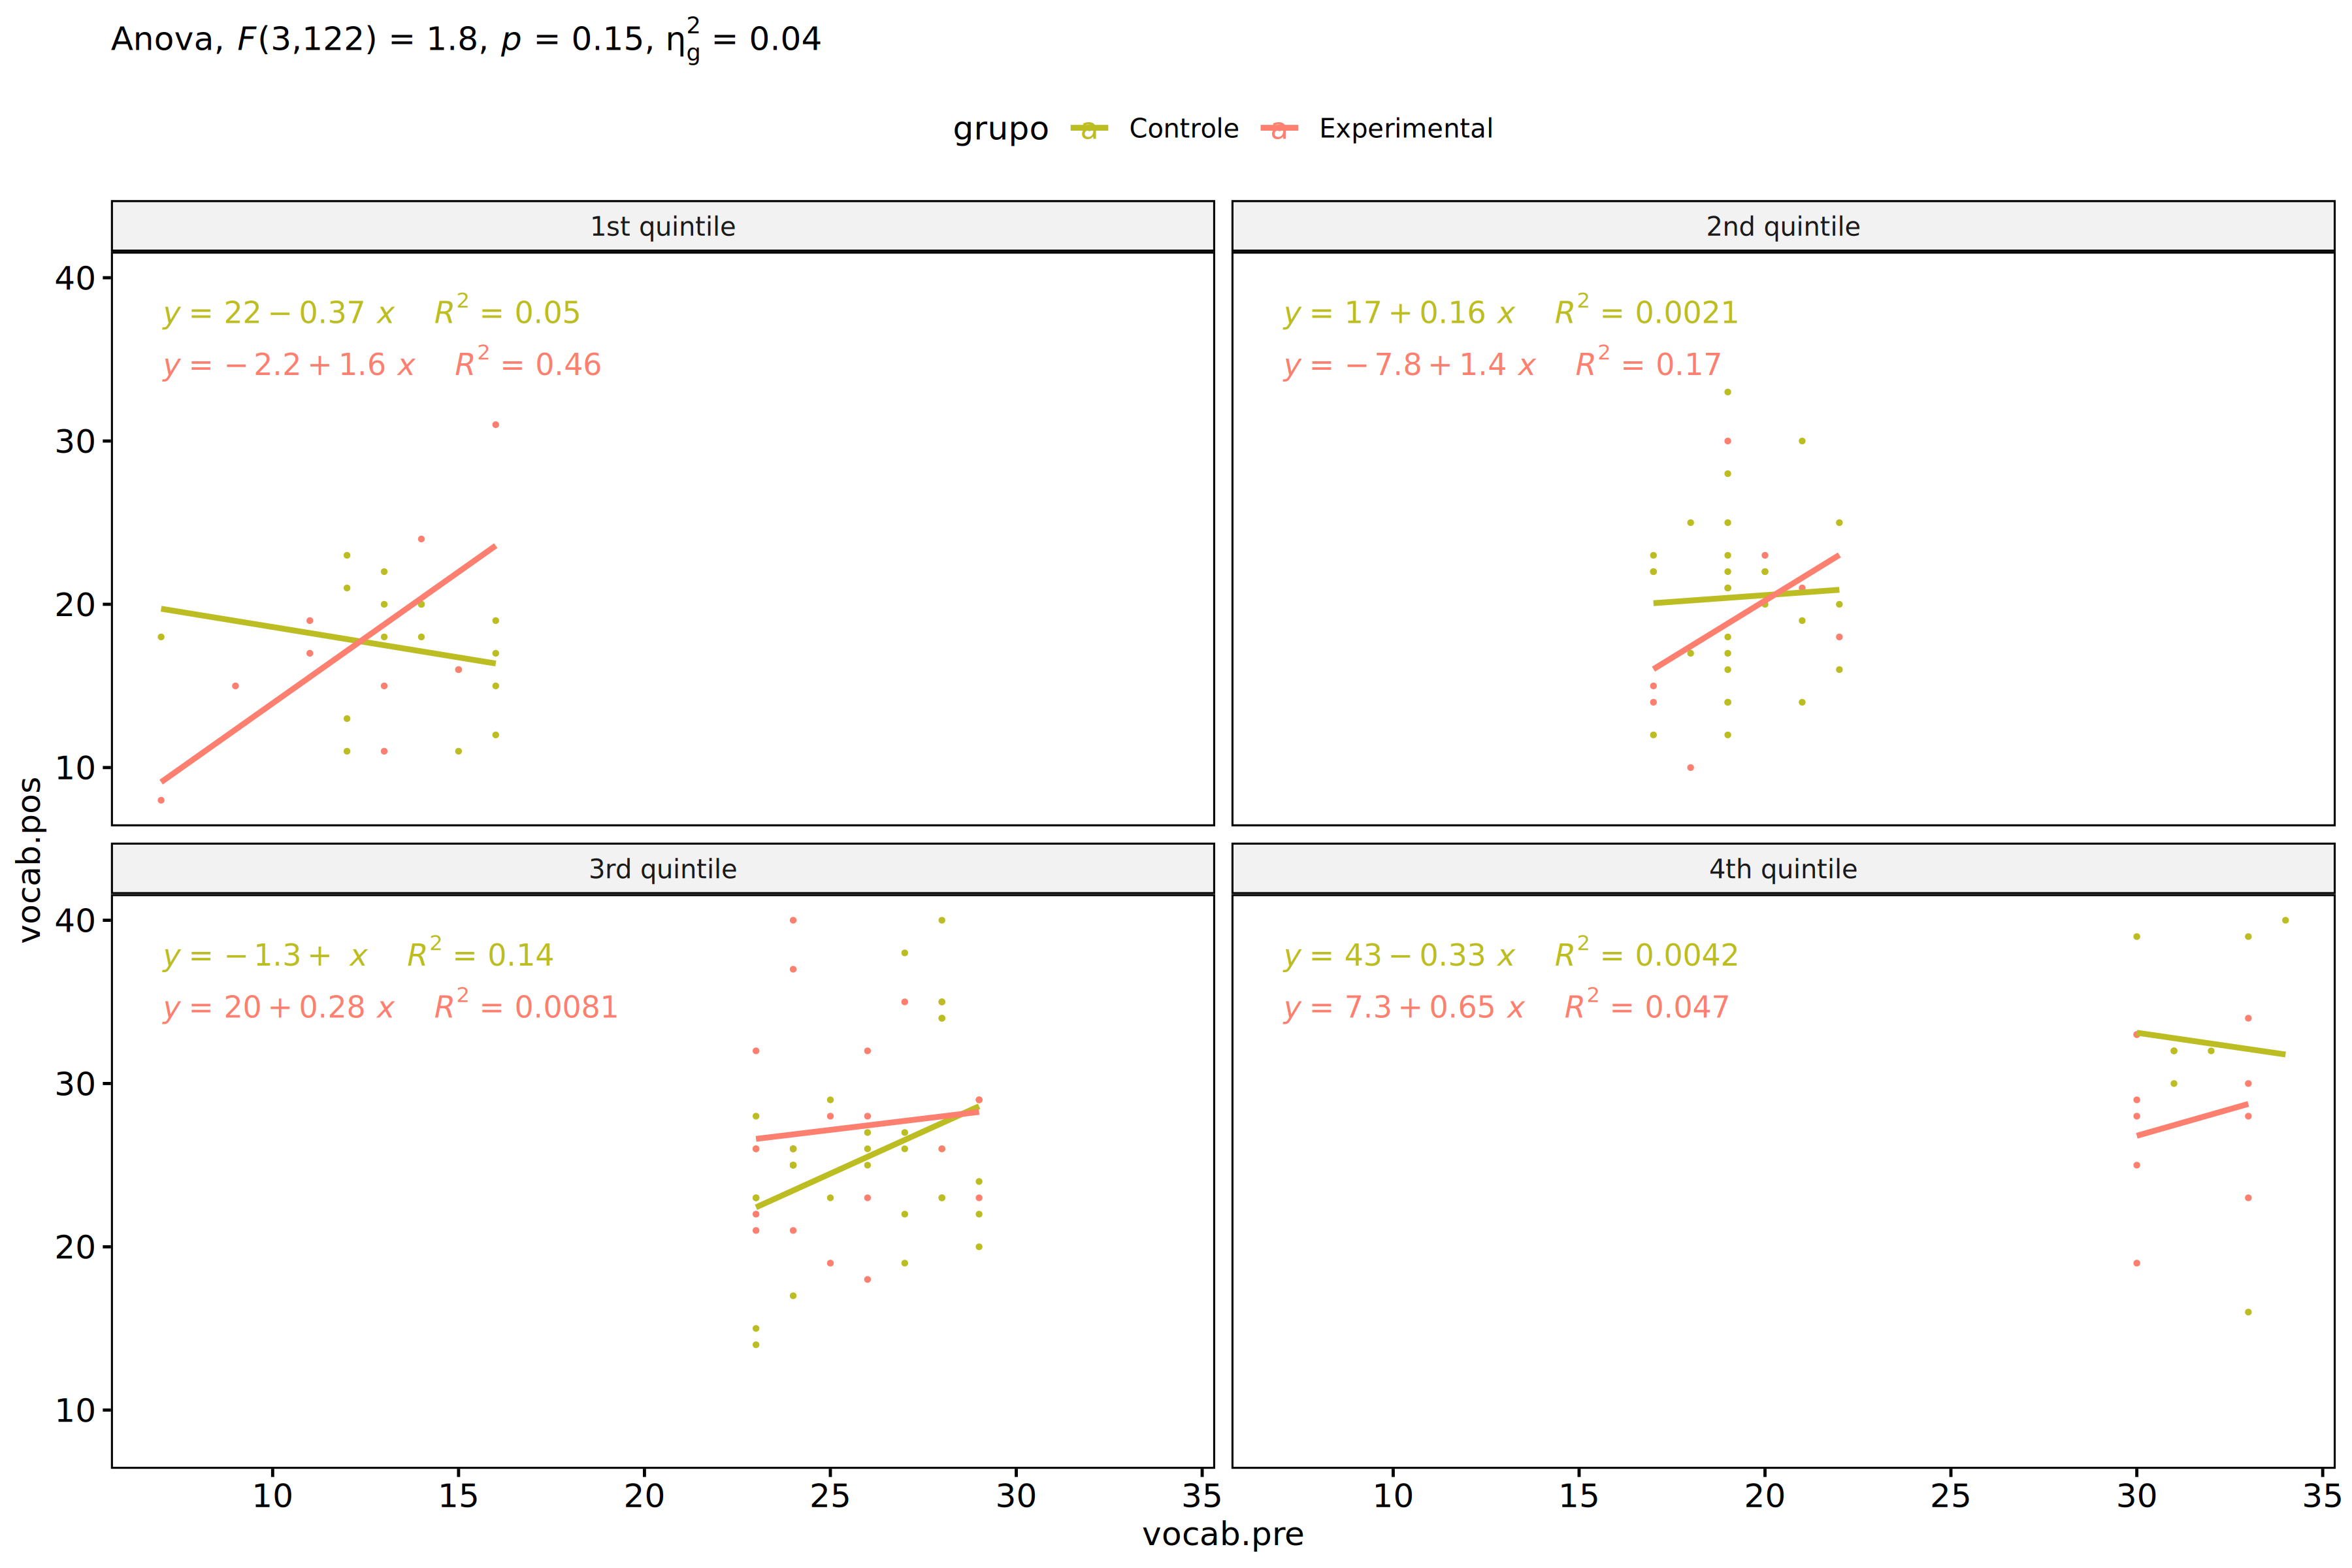 Anova, F(3,122) = 1.8, p = 0.15, η²g = 0.04
grupo a Controle a Experimental
1st quintile
2nd quintile
40
30
20
10
y = 22 − 0.37 x R² = 0.05
y = − 2.2 + 1.6 x R² = 0.46
y = 17 + 0.16 x R² = 0.0021
y = − 7.8 + 1.4 x R² = 0.17
vocab.pos
3rd quintile
4th quintile
40
30
20
10
y = − 1.3 + x R² = 0.14
y = 20 + 0.28 x R² = 0.0081
y = 43 − 0.33 x R² = 0.0042
y = 7.3 + 0.65 x R² = 0.047
10 15 20 25 30 35
10 15 20 25 30 35
vocab.pre